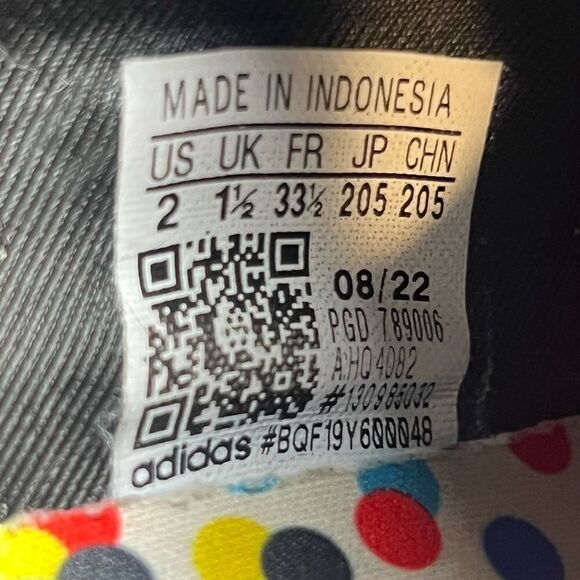 MADE IN INDONESIA
US UK FR JP CHN
2 1½ 33½ 205 205
08/22
PGD 789006
A:HQ4082
#130985032
adidas #BQF19Y600048